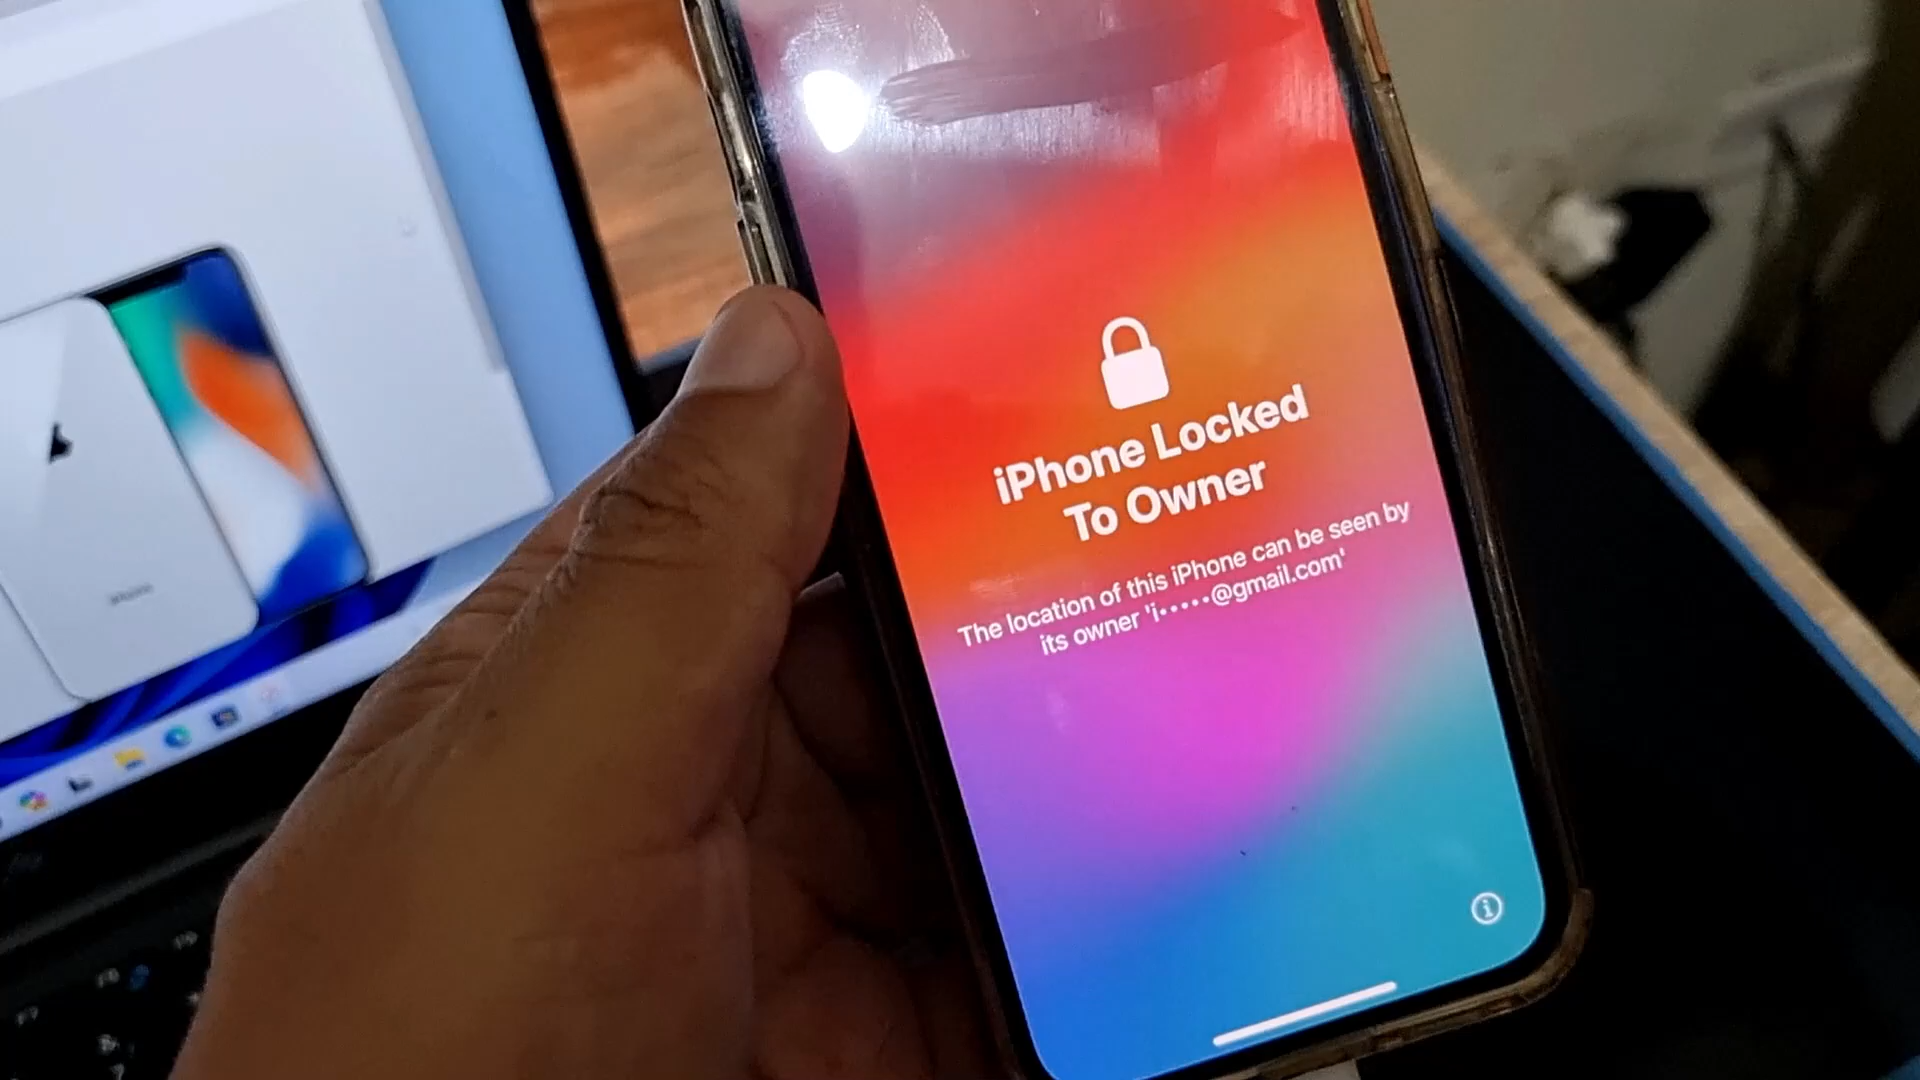 iPhone Locked
To Owner
The location of this iPhone can be seen by
its owner 'i•••••@gmail.com'